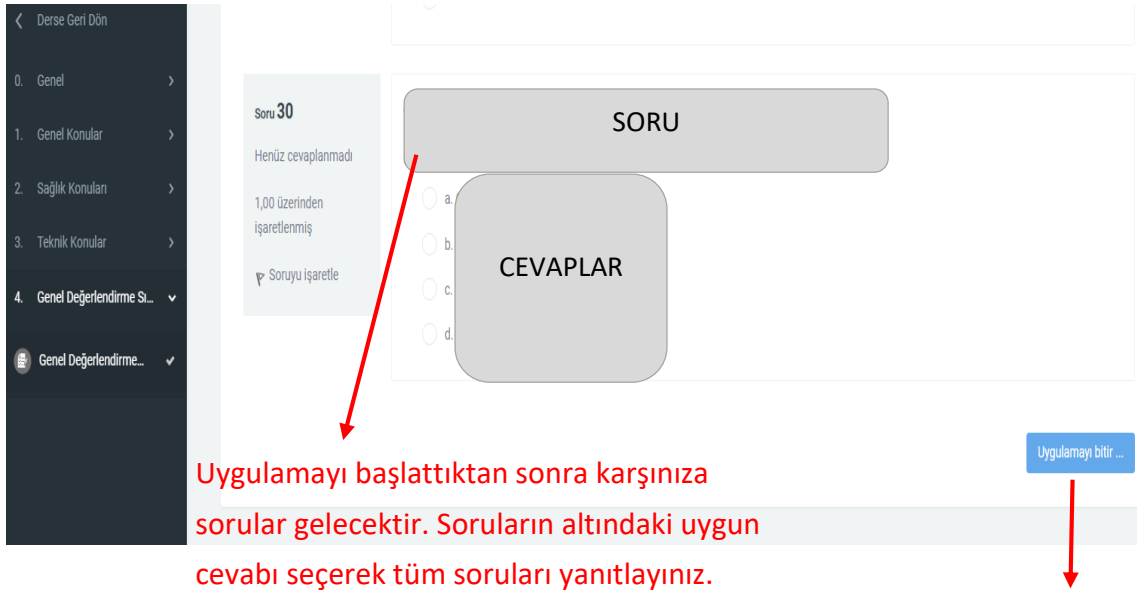 Derse Geri Dön
0. Genel
1. Genel Konular
2. Sağlık Konuları
3. Teknik Konular
4. Genel Değerlendirme Sı...
Genel Değerlendirme...
Soru 30
Henüz cevaplanmadı
1,00 üzerinden
işaretlenmiş
Soruyu işaretle
SORU
a.
b.
c.
d.
CEVAPLAR
Uygulamayı bitir ...
Uygulamayı başlattıktan sonra karşınıza
sorular gelecektir. Soruların altındaki uygun
cevabı seçerek tüm soruları yanıtlayınız.